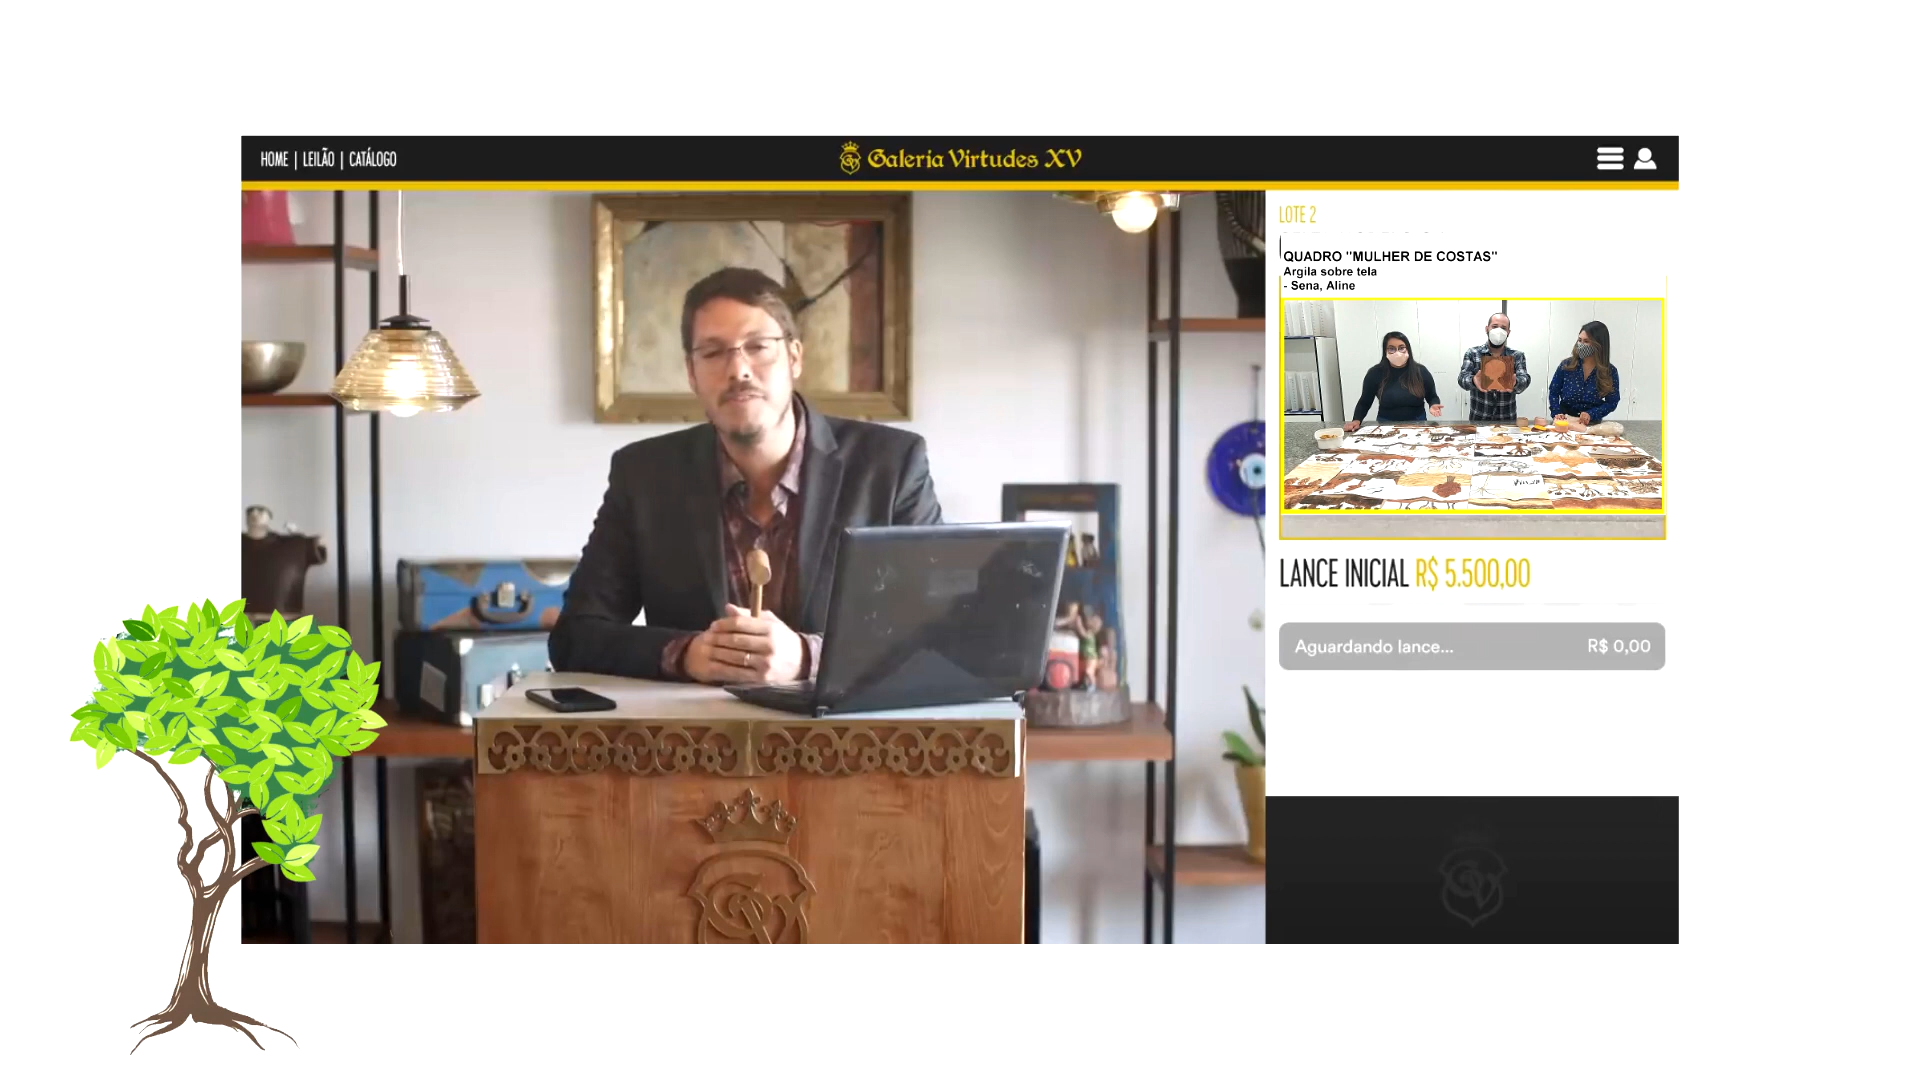 HOME | LEILÃO | CATÁLOGO
Galeria Virtudes XV
LOTE 2
QUADRO "MULHER DE COSTAS"
Argila sobre tela
- Sena, Aline
LANCE INICIAL R$ 5.500,00
Aguardando lance... R$ 0,00